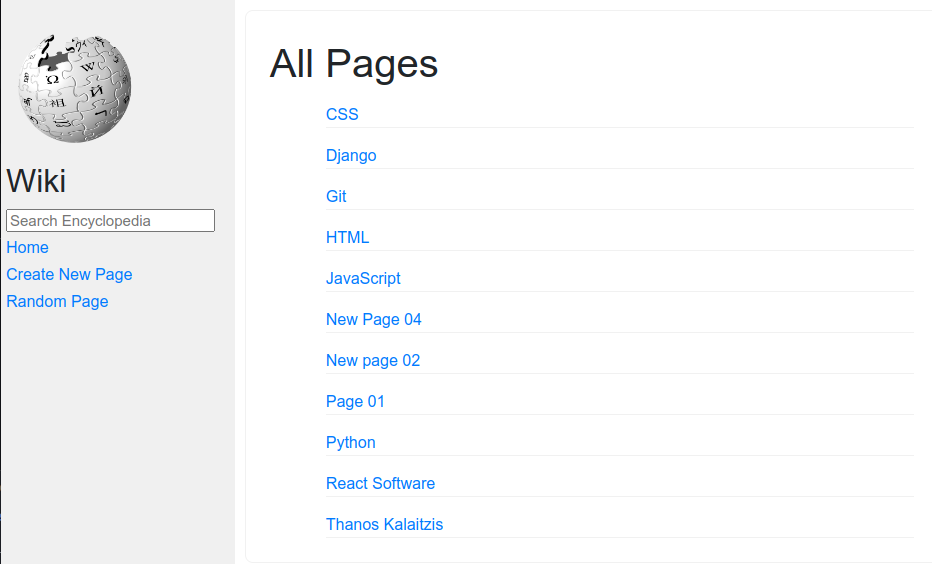 Ω
W
祖
И
Wiki
Search Encyclopedia
Home
Create New Page
Random Page
All Pages
CSS
Django
Git
HTML
JavaScript
New Page 04
New page 02
Page 01
Python
React Software
Thanos Kalaitzis